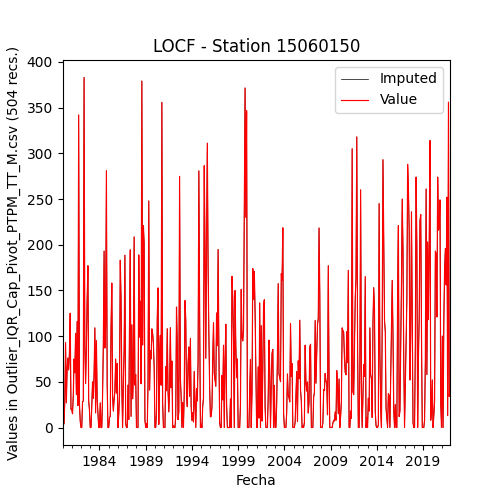 LOCF - Station 15060150
Imputed
Value
Values in Outlier_IQR_Cap_Pivot_PTPM_TT_M.csv (504 recs.)
400
350
300
250
200
150
100
50
0
1984 1989 1994 1999 2004 2009 2014 2019
Fecha